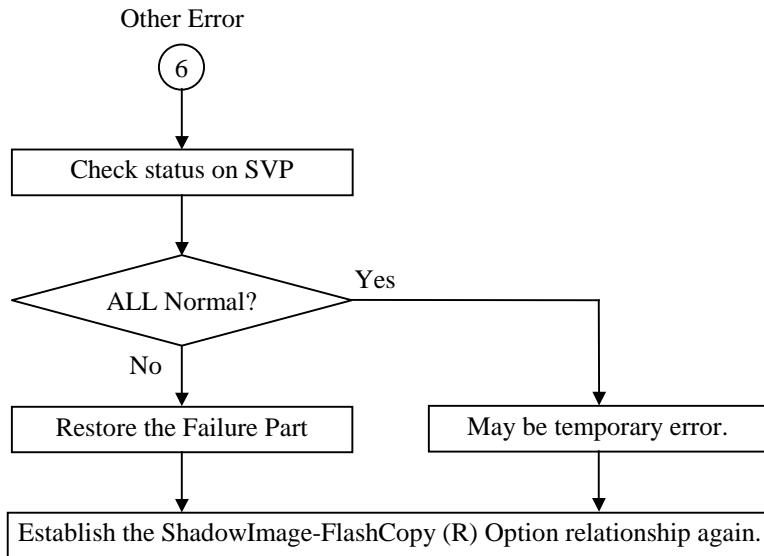 Other Error
6
Check status on SVP
ALL Normal?
Yes
No
Restore the Failure Part
May be temporary error.
Establish the ShadowImage-FlashCopy (R) Option relationship again.